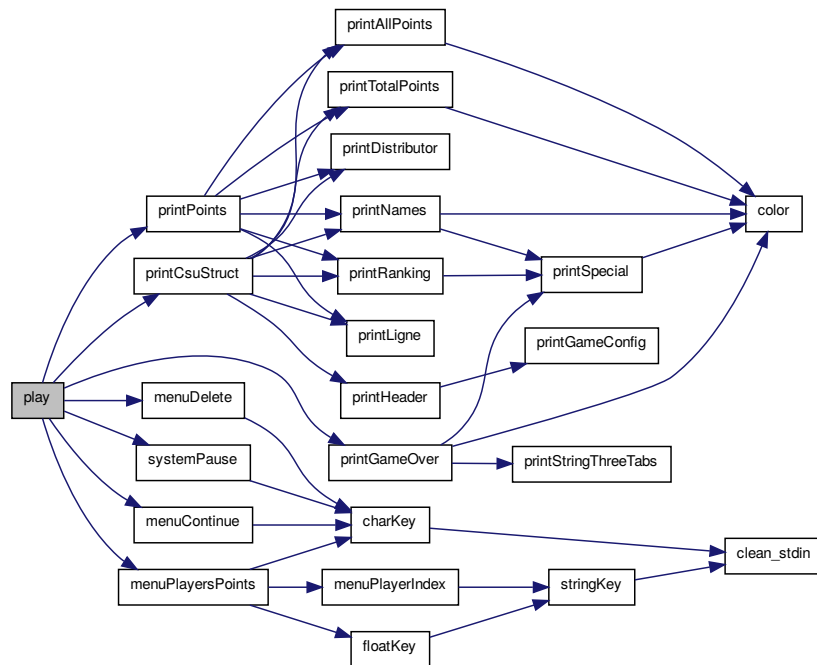 printAllPoints
printTotalPoints
printDistributor
printPoints
printNames
color
printCsuStruct
printRanking
printSpecial
printLigne
printGameConfig
play
menuDelete
printHeader
systemPause
printGameOver
printStringThreeTabs
menuContinue
charKey
clean_stdin
menuPlayersPoints
menuPlayerIndex
stringKey
floatKey